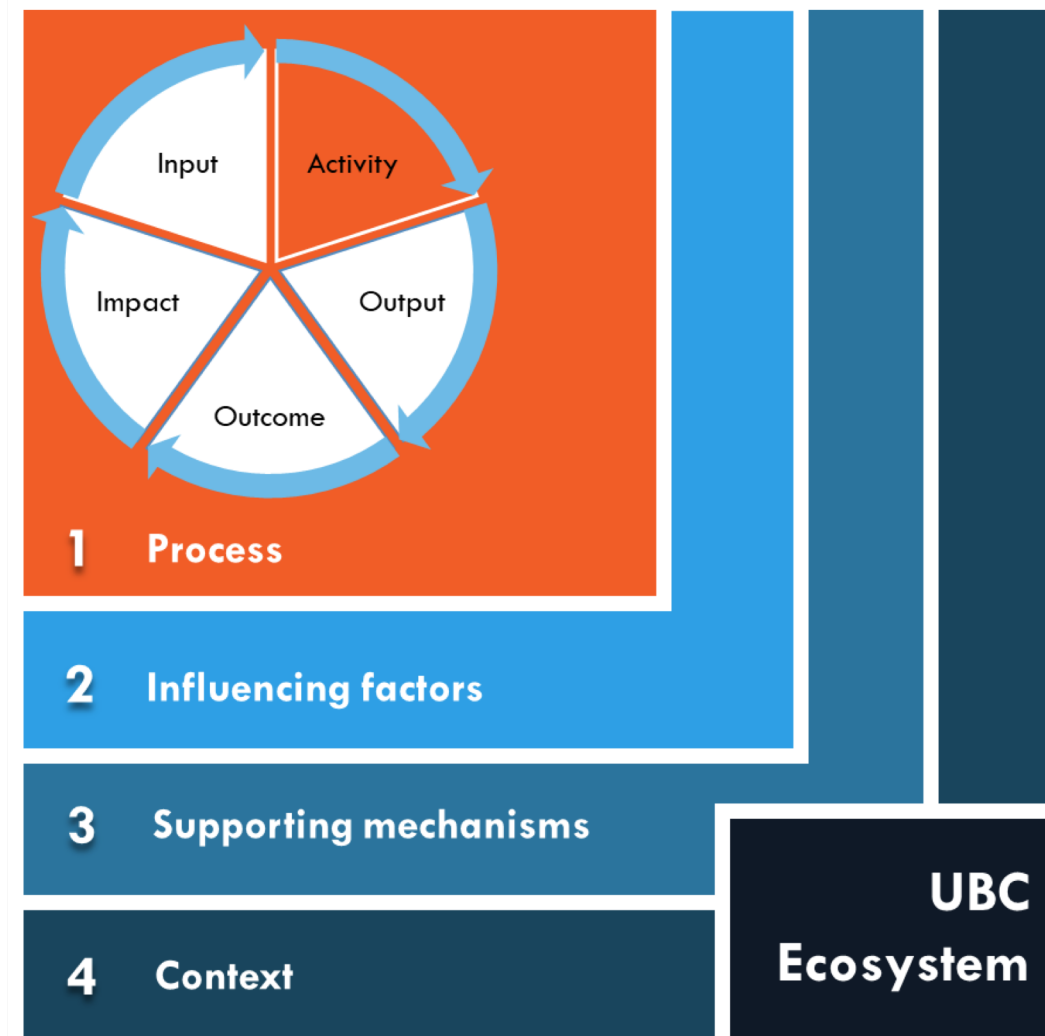 Input
Activity
Impact
Output
Outcome
1 Process
2 Influencing factors
3 Supporting mechanisms
4 Context
UBC
Ecosystem